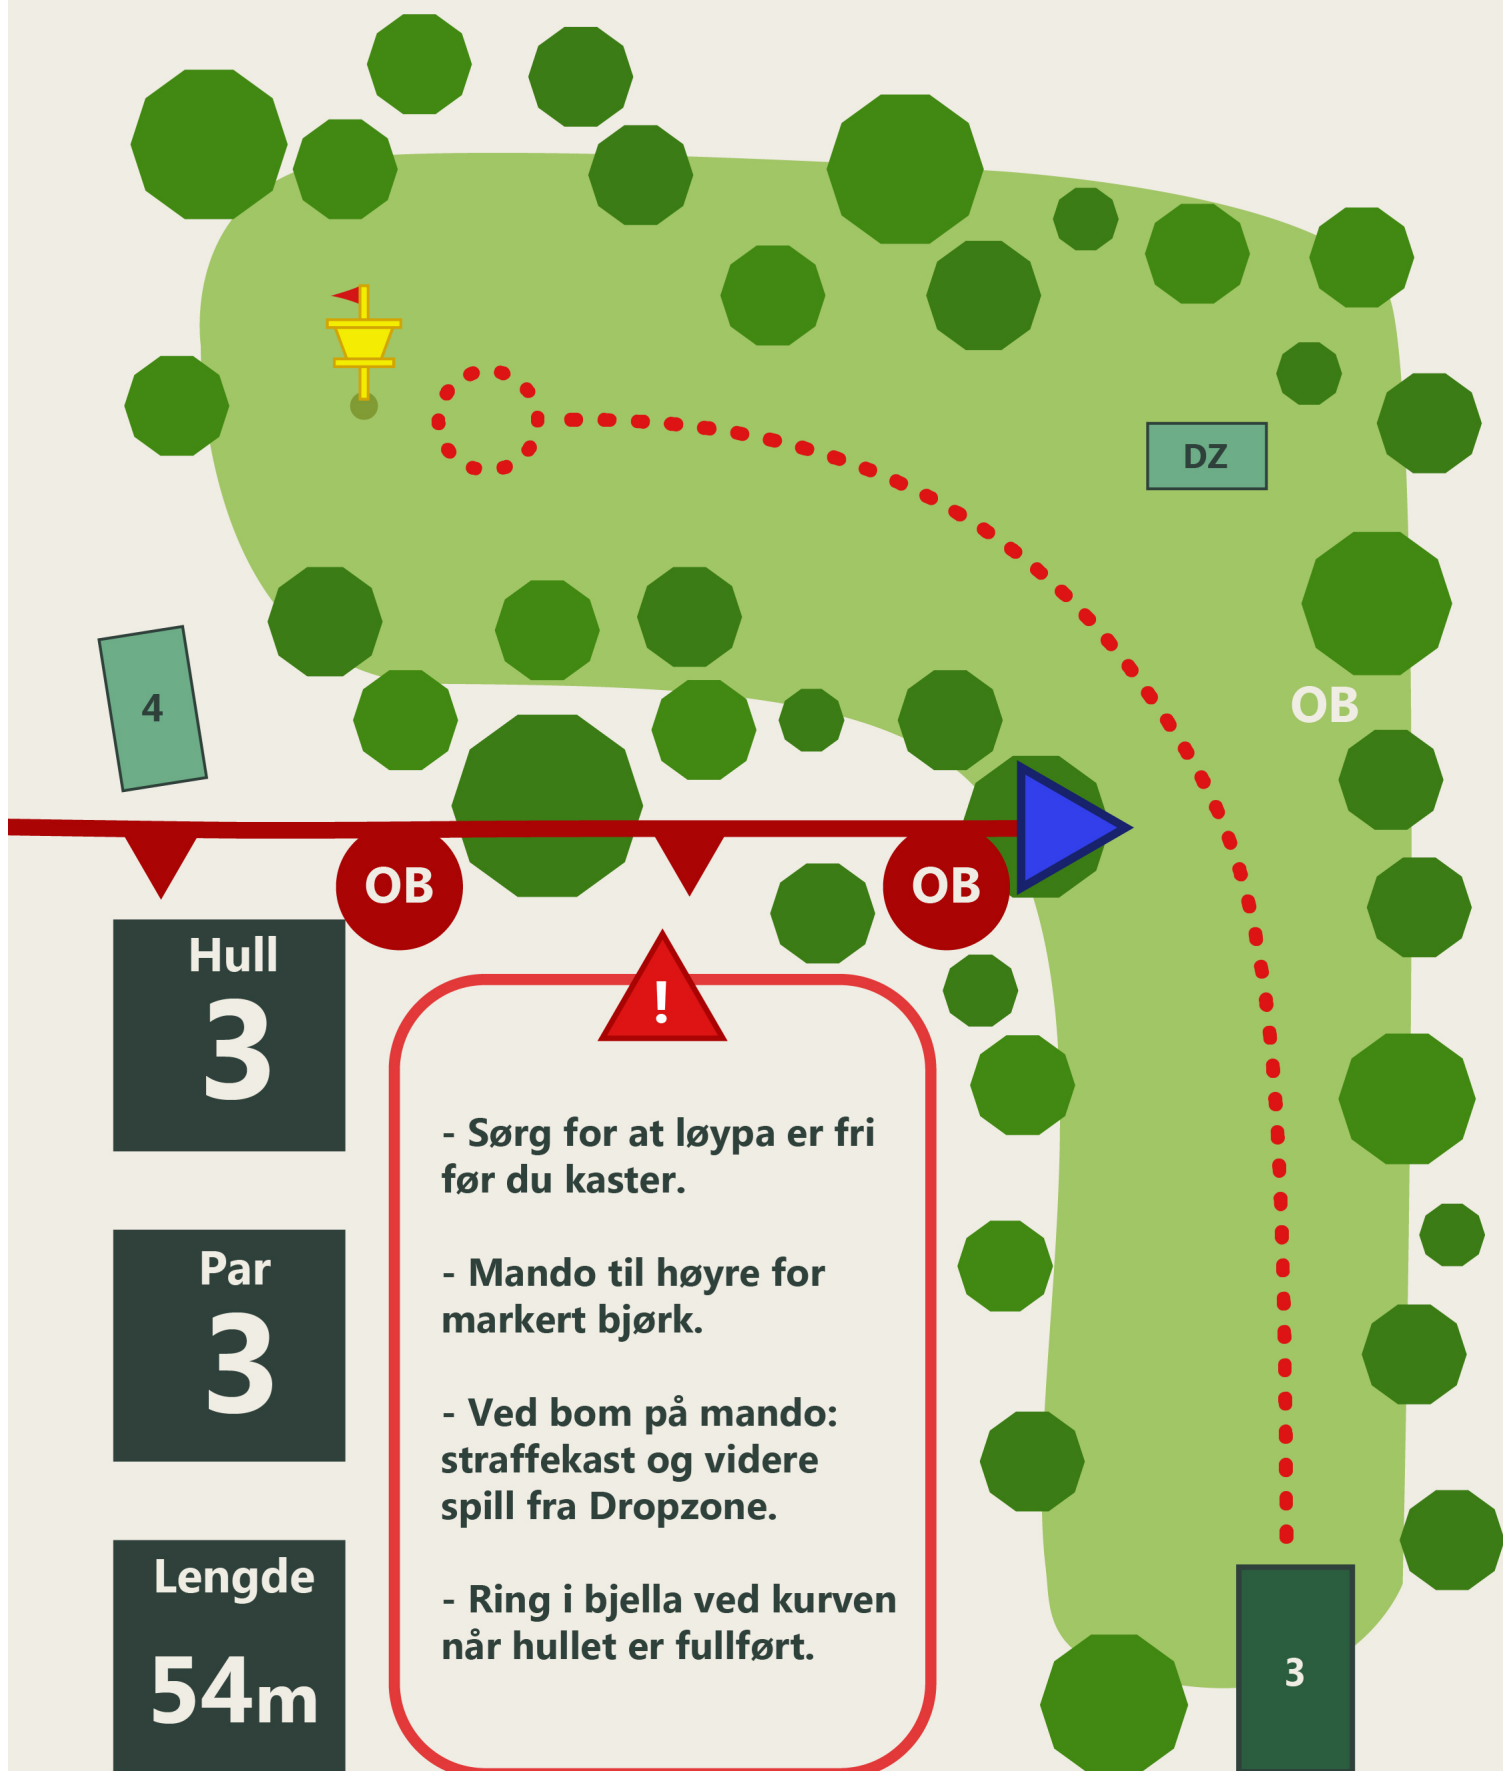 DZ
OB
4
OB
OB
Hull
3
Par
3
Lengde
54m
!
- Sørg for at løypa er fri
før du kaster.
- Mando til høyre for
markert bjørk.
- Ved bom på mando:
straffekast og videre
spill fra Dropzone.
- Ring i bjella ved kurven
når hullet er fullført.
3